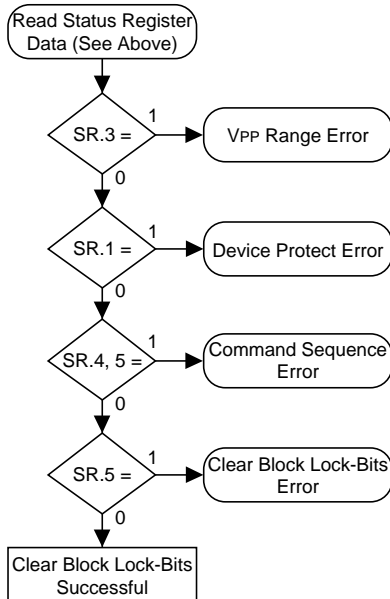 Read Status Register
Data (See Above)
SR.3 =
1
VPP Range Error
0
SR.1 =
1
Device Protect Error
0
SR.4, 5 =
1
Command Sequence
Error
0
SR.5 =
1
Clear Block Lock-Bits
Error
0
Clear Block Lock-Bits
Successful